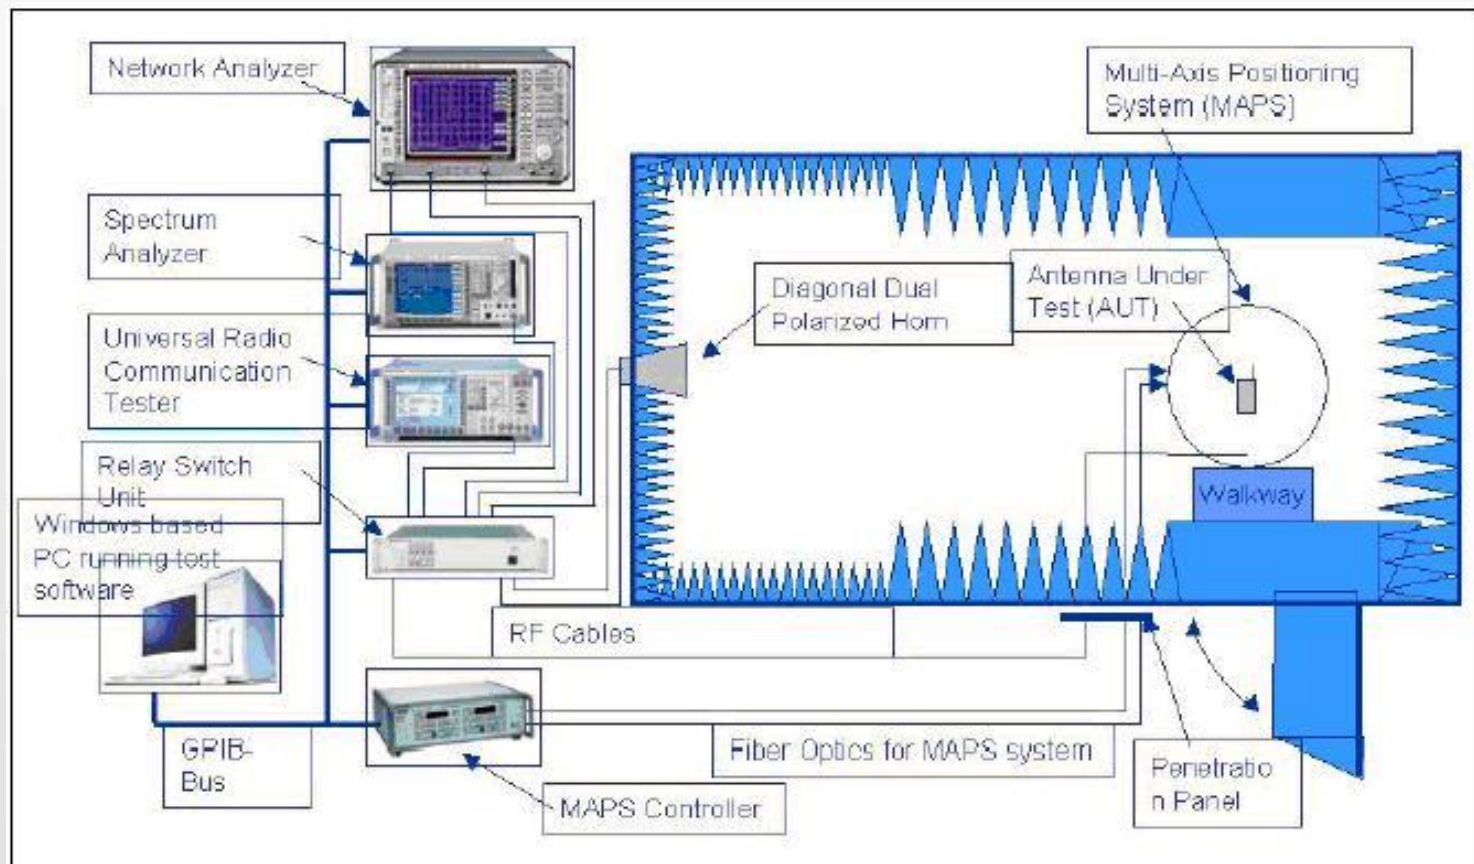 Network Analyzer
Multi-Axis Positioning
System (MAPS)
Spectrum
Analyzer
Diagonal Dual
Polarized Horn
Antenna Under
Test (AUT)
Universal Radio
Communication
Tester
Relay Switch
Unit
Walkway
Windows based
PC running test
software
RF Cables
GPIB-
Bus
Fiber Optics for MAPS system
Penetratio
n Panel
MAPS Controller